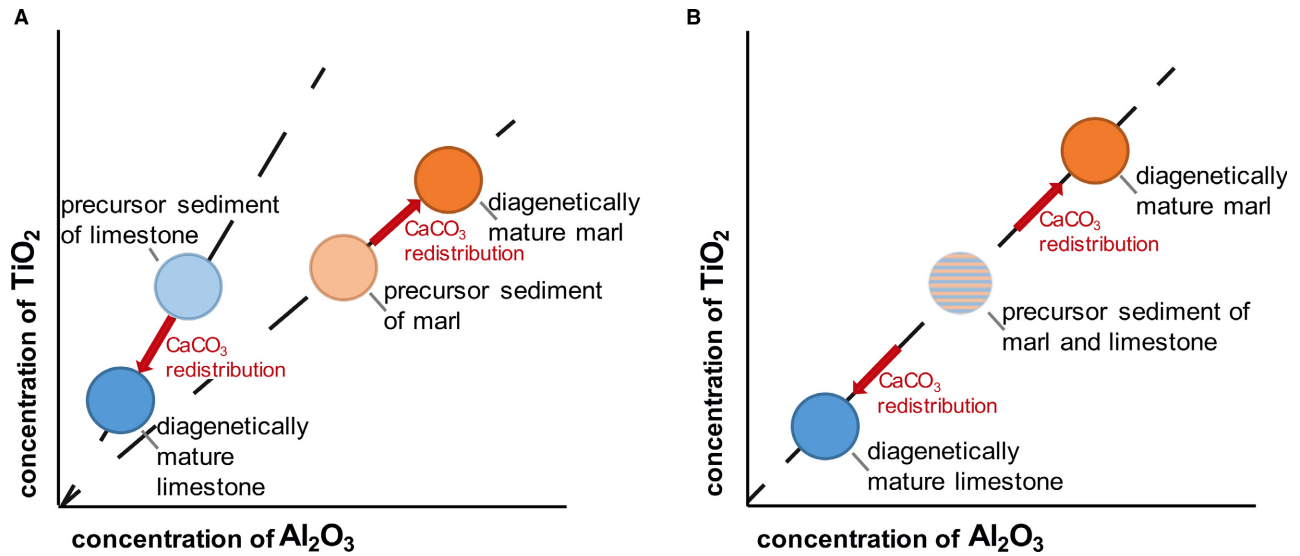 A
concentration of TiO₂
precursor sediment
of limestone
CaCO₃
redistribution
diagenetically
mature
limestone
diagenetically
mature marl
CaCO₃
redistribution
precursor sediment
of marl
concentration of Al₂O₃
B
concentration of TiO₂
diagenetically
mature marl
CaCO₃
redistribution
precursor sediment of
marl and limestone
CaCO₃
redistribution
diagenetically
mature limestone
concentration of Al₂O₃